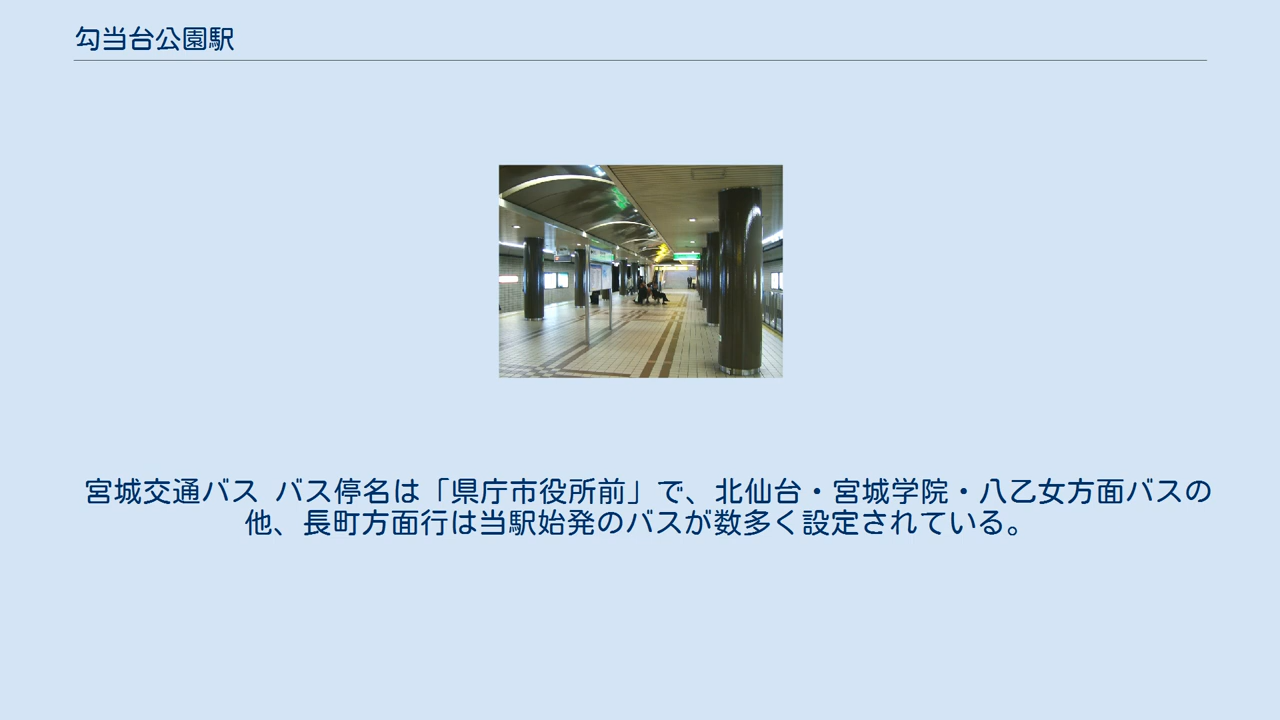 勾当台公園駅
宮城交通バス バス停名は「県庁市役所前」で、北仙台・宮城学院・八乙女方面バスの
他、長町方面行は当駅始発のバスが数多く設定されている。